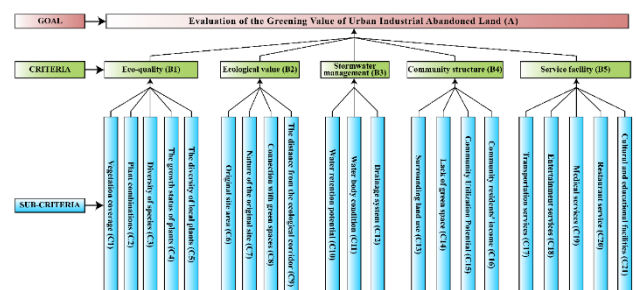 GOAL
Evaluation of the Greening Value of Urban Industrial Abandoned Land (A)
CRITERIA
Eco-quality (B1)
Ecological value (B2)
Stormwater
management (B3)
Community structure (B4)
Service facility (B5)
SUB-CRITERIA
Vegetation coverage (C1)
Plant combinations (C2)
Diversity of species (C3)
The growth status of plants (C4)
The diversity of local plants (C5)
Original site area (C6)
Nature of the original site (C7)
Connection with green spaces (C8)
The distance from the ecological corridor (C9)
Water retention potential (C10)
Water body condition (C11)
Drainage system (C12)
Surrounding land use (C13)
Lack of green space (C14)
Community Utilization Potential (C15)
Community residents' income (C16)
Transportation services (C17)
Entertainment services (C18)
Medical services (C19)
Restaurant service (C20)
Cultural and educational facilities (C21)